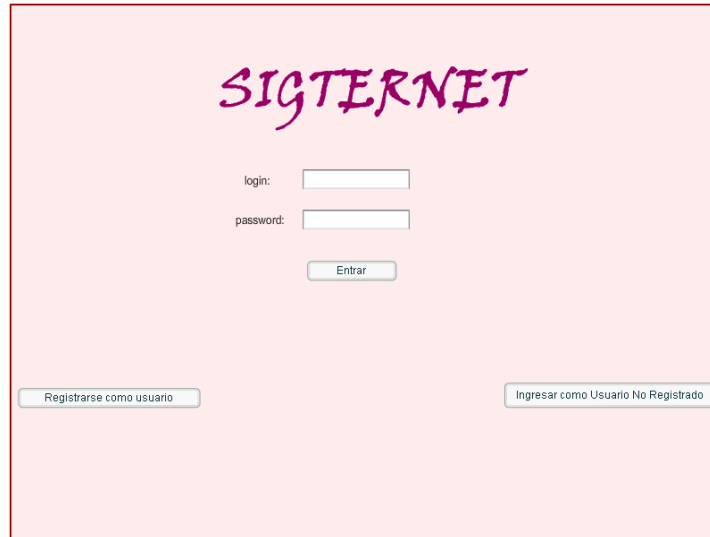 SIGTERNET
login:
password:
Entrar
Registrarse como usuario
Ingresar como Usuario No Registrado